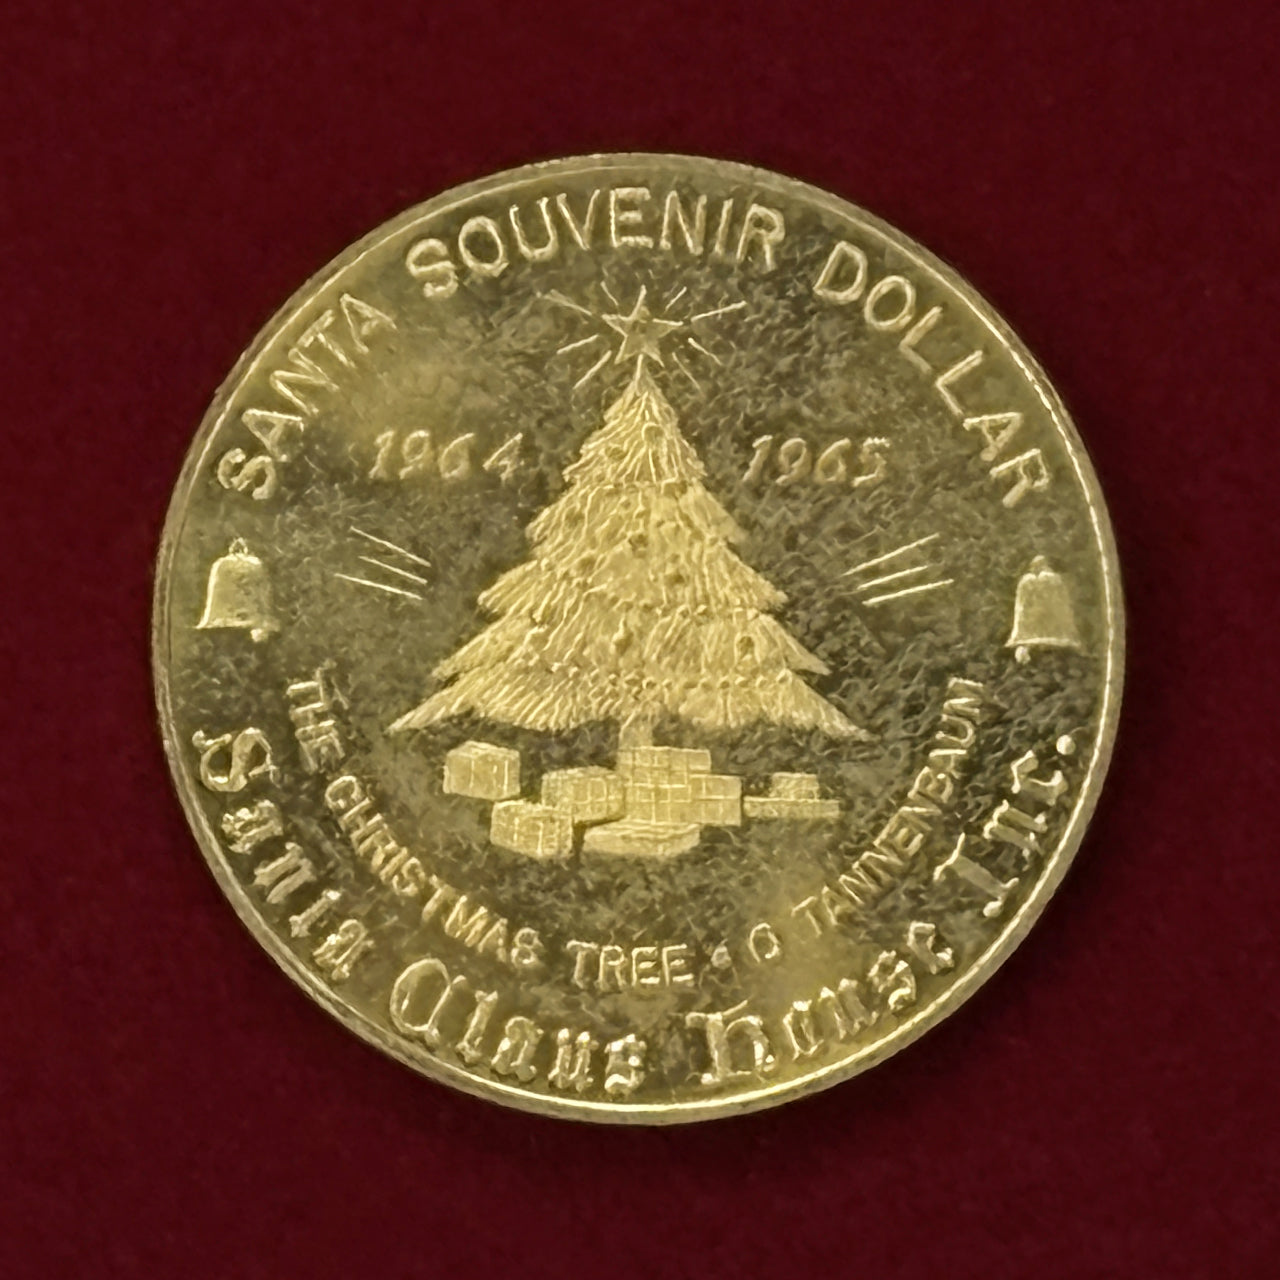 SANTA SOUVENIR DOLLAR
1964 1965
THE CHRISTMAS TREE • O TANNENBAUM
Santa Claus House Inc.